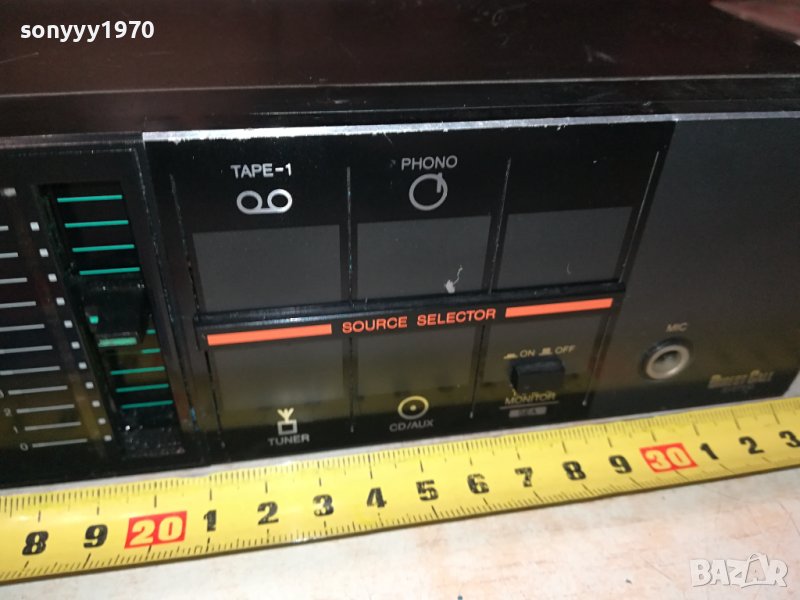 sonyyy1970
TAPE-1
PHONO
SOURCE SELECTOR
MIC
ON OFF
MONITOR
TUNER
CD/AUX
2
1
0
8 9 20 1 2 3 4 5 6 7 8 9 30 1 2 3
BAZAR